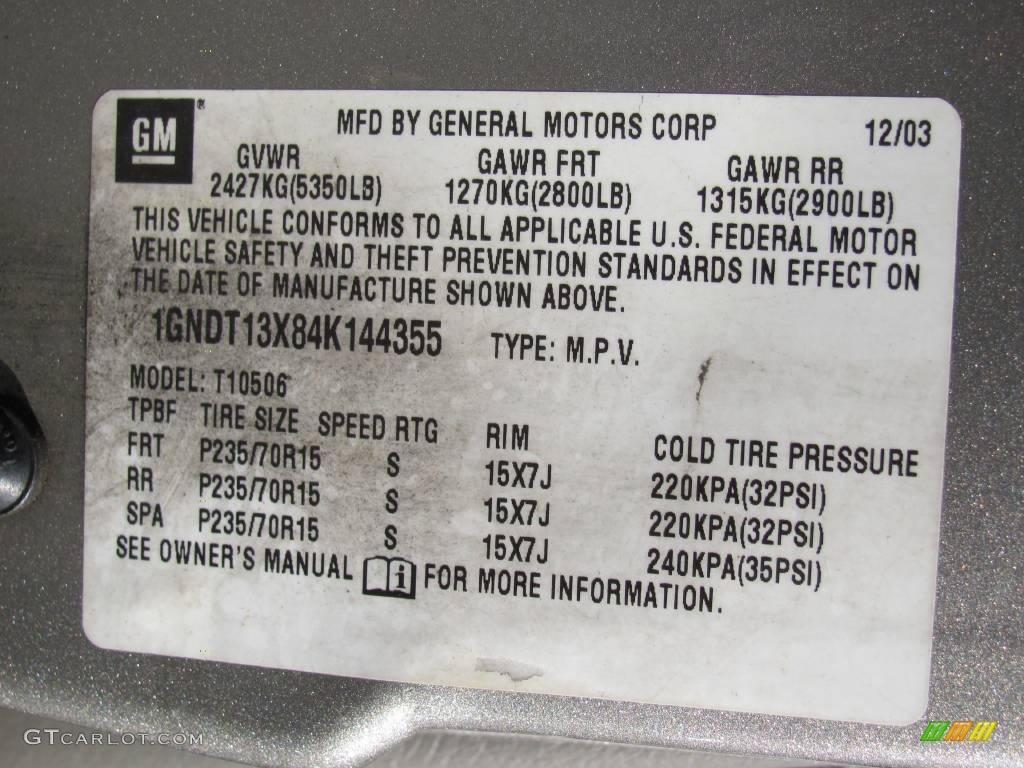 GM ® MFD BY GENERAL MOTORS CORP 12/03
GVWR GAWR FRT GAWR RR
2427KG(5350LB) 1270KG(2800LB) 1315KG(2900LB)
THIS VEHICLE CONFORMS TO ALL APPLICABLE U.S. FEDERAL MOTOR
VEHICLE SAFETY AND THEFT PREVENTION STANDARDS IN EFFECT ON
THE DATE OF MANUFACTURE SHOWN ABOVE.
1GNDT13X84K144355 TYPE: M.P.V.
MODEL: T10506
TPBF TIRE SIZE SPEED RTG RIM COLD TIRE PRESSURE
FRT P235/70R15 S 15X7J 220KPA(32PSI)
RR P235/70R15 S 15X7J 220KPA(32PSI)
SPA P235/70R15 S 15X7J 240KPA(35PSI)
SEE OWNER'S MANUAL i FOR MORE INFORMATION.
GTCARLOT.COM